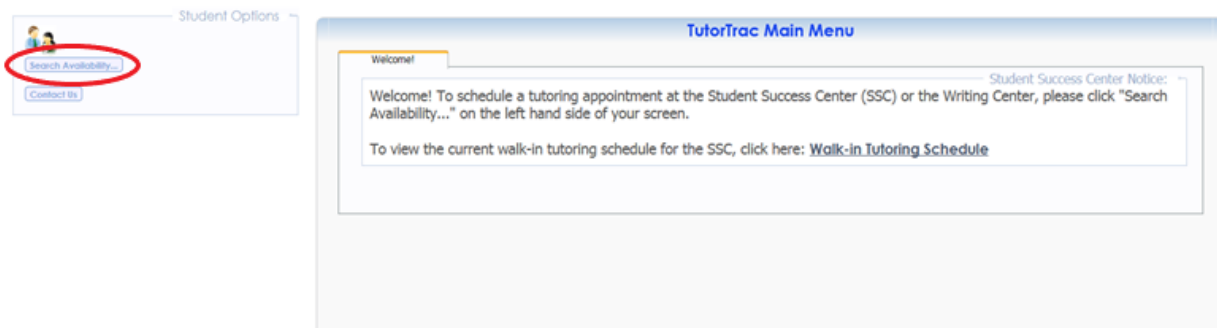 Student Options
Search Availability...
Contact Us
TutorTrac Main Menu
Welcome!
Student Success Center Notice:
Welcome! To schedule a tutoring appointment at the Student Success Center (SSC) or the Writing Center, please click "Search
Availability..." on the left hand side of your screen.
To view the current walk-in tutoring schedule for the SSC, click here: Walk-in Tutoring Schedule